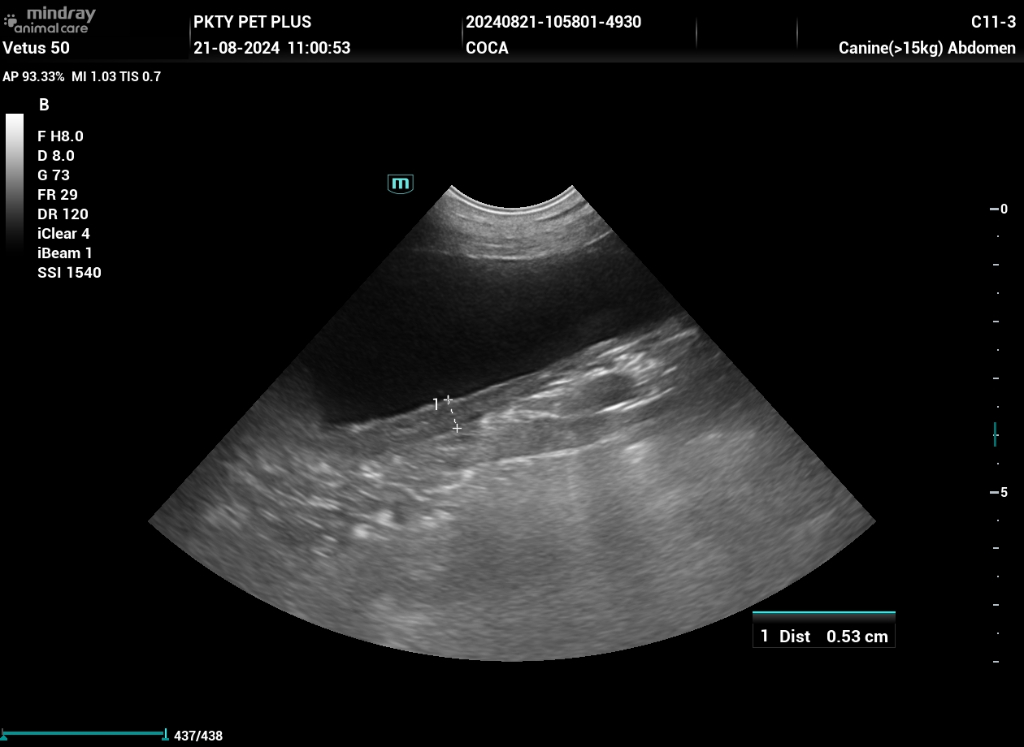 mindray
animalcare
Vetus 50
PKTY PET PLUS
21-08-2024 11:00:53
20240821-105801-4930
COCA
C11-3
Canine(>15kg) Abdomen
AP 93.33% MI 1.03 TIS 0.7
B
F H8.0
D 8.0
G 73
FR 29
DR 120
iClear 4
iBeam 1
SSI 1540
m
0
1
5
1 Dist 0.53 cm
437/438